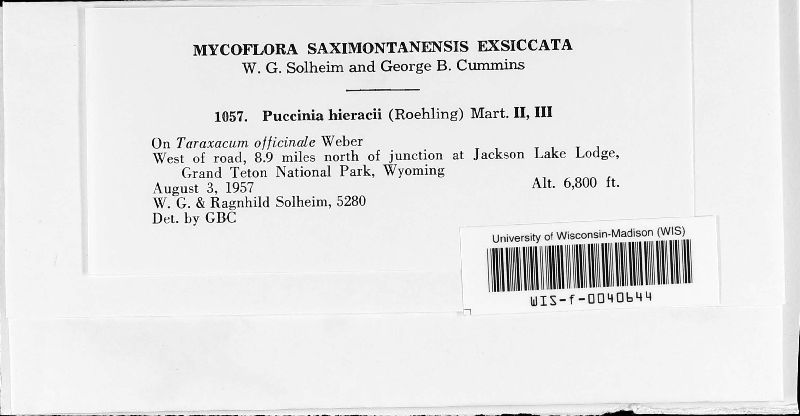 MYCOFLORA SAXIMONTANENSIS EXSICCATA
W. G. Solheim and George B. Cummins
1057. Puccinia hieracii (Roehling) Mart. II, III
On Taraxacum officinale Weber
West of road, 8.9 miles north of junction at Jackson Lake Lodge,
Grand Teton National Park, Wyoming
August 3, 1957 Alt. 6,800 ft.
W. G. & Ragnhild Solheim, 5280
Det. by GBC
University of Wisconsin-Madison (WIS)
WIS-f-0040644